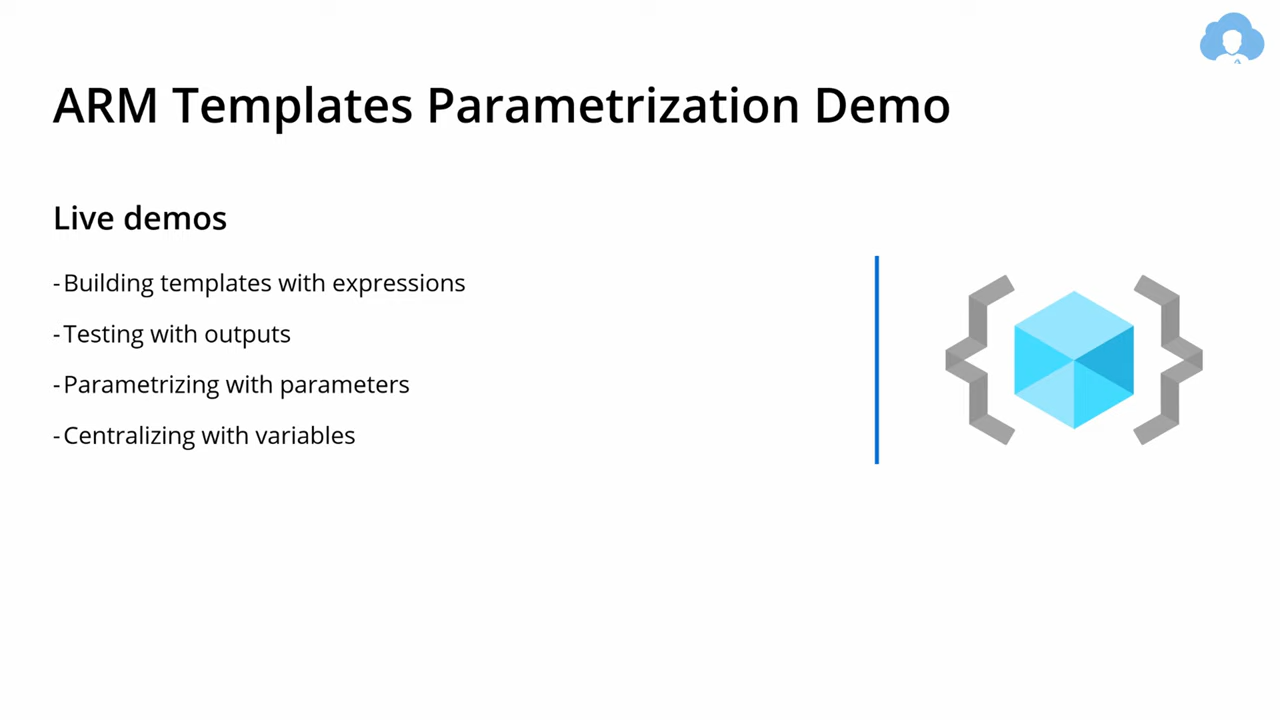 ARM Templates Parametrization Demo
Live demos
-Building templates with expressions
-Testing with outputs
-Parametrizing with parameters
-Centralizing with variables